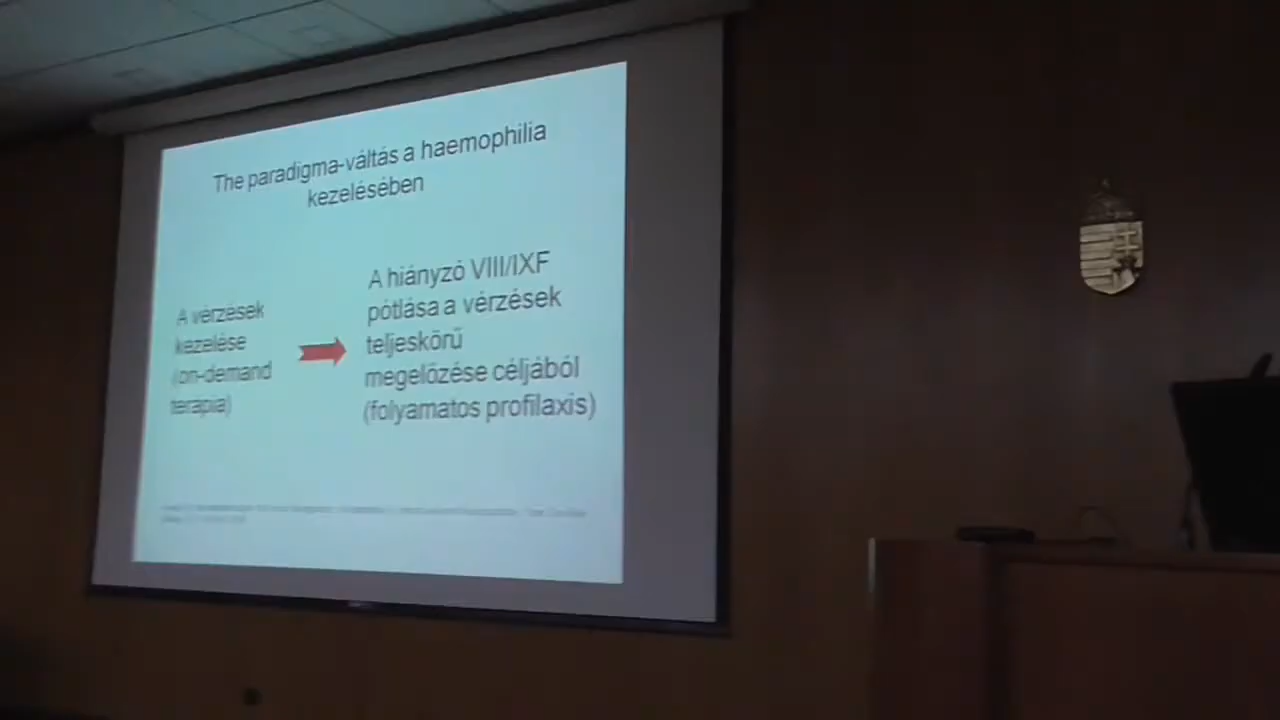 The paradigma-váltás a haemophilia
kezelésében
A vérzések
kezelése
(on-demand
terápia)
A hiányzó VIII/IXF
pótlása a vérzések
teljeskörű
megelőzése céljából
(folyamatos profilaxis)